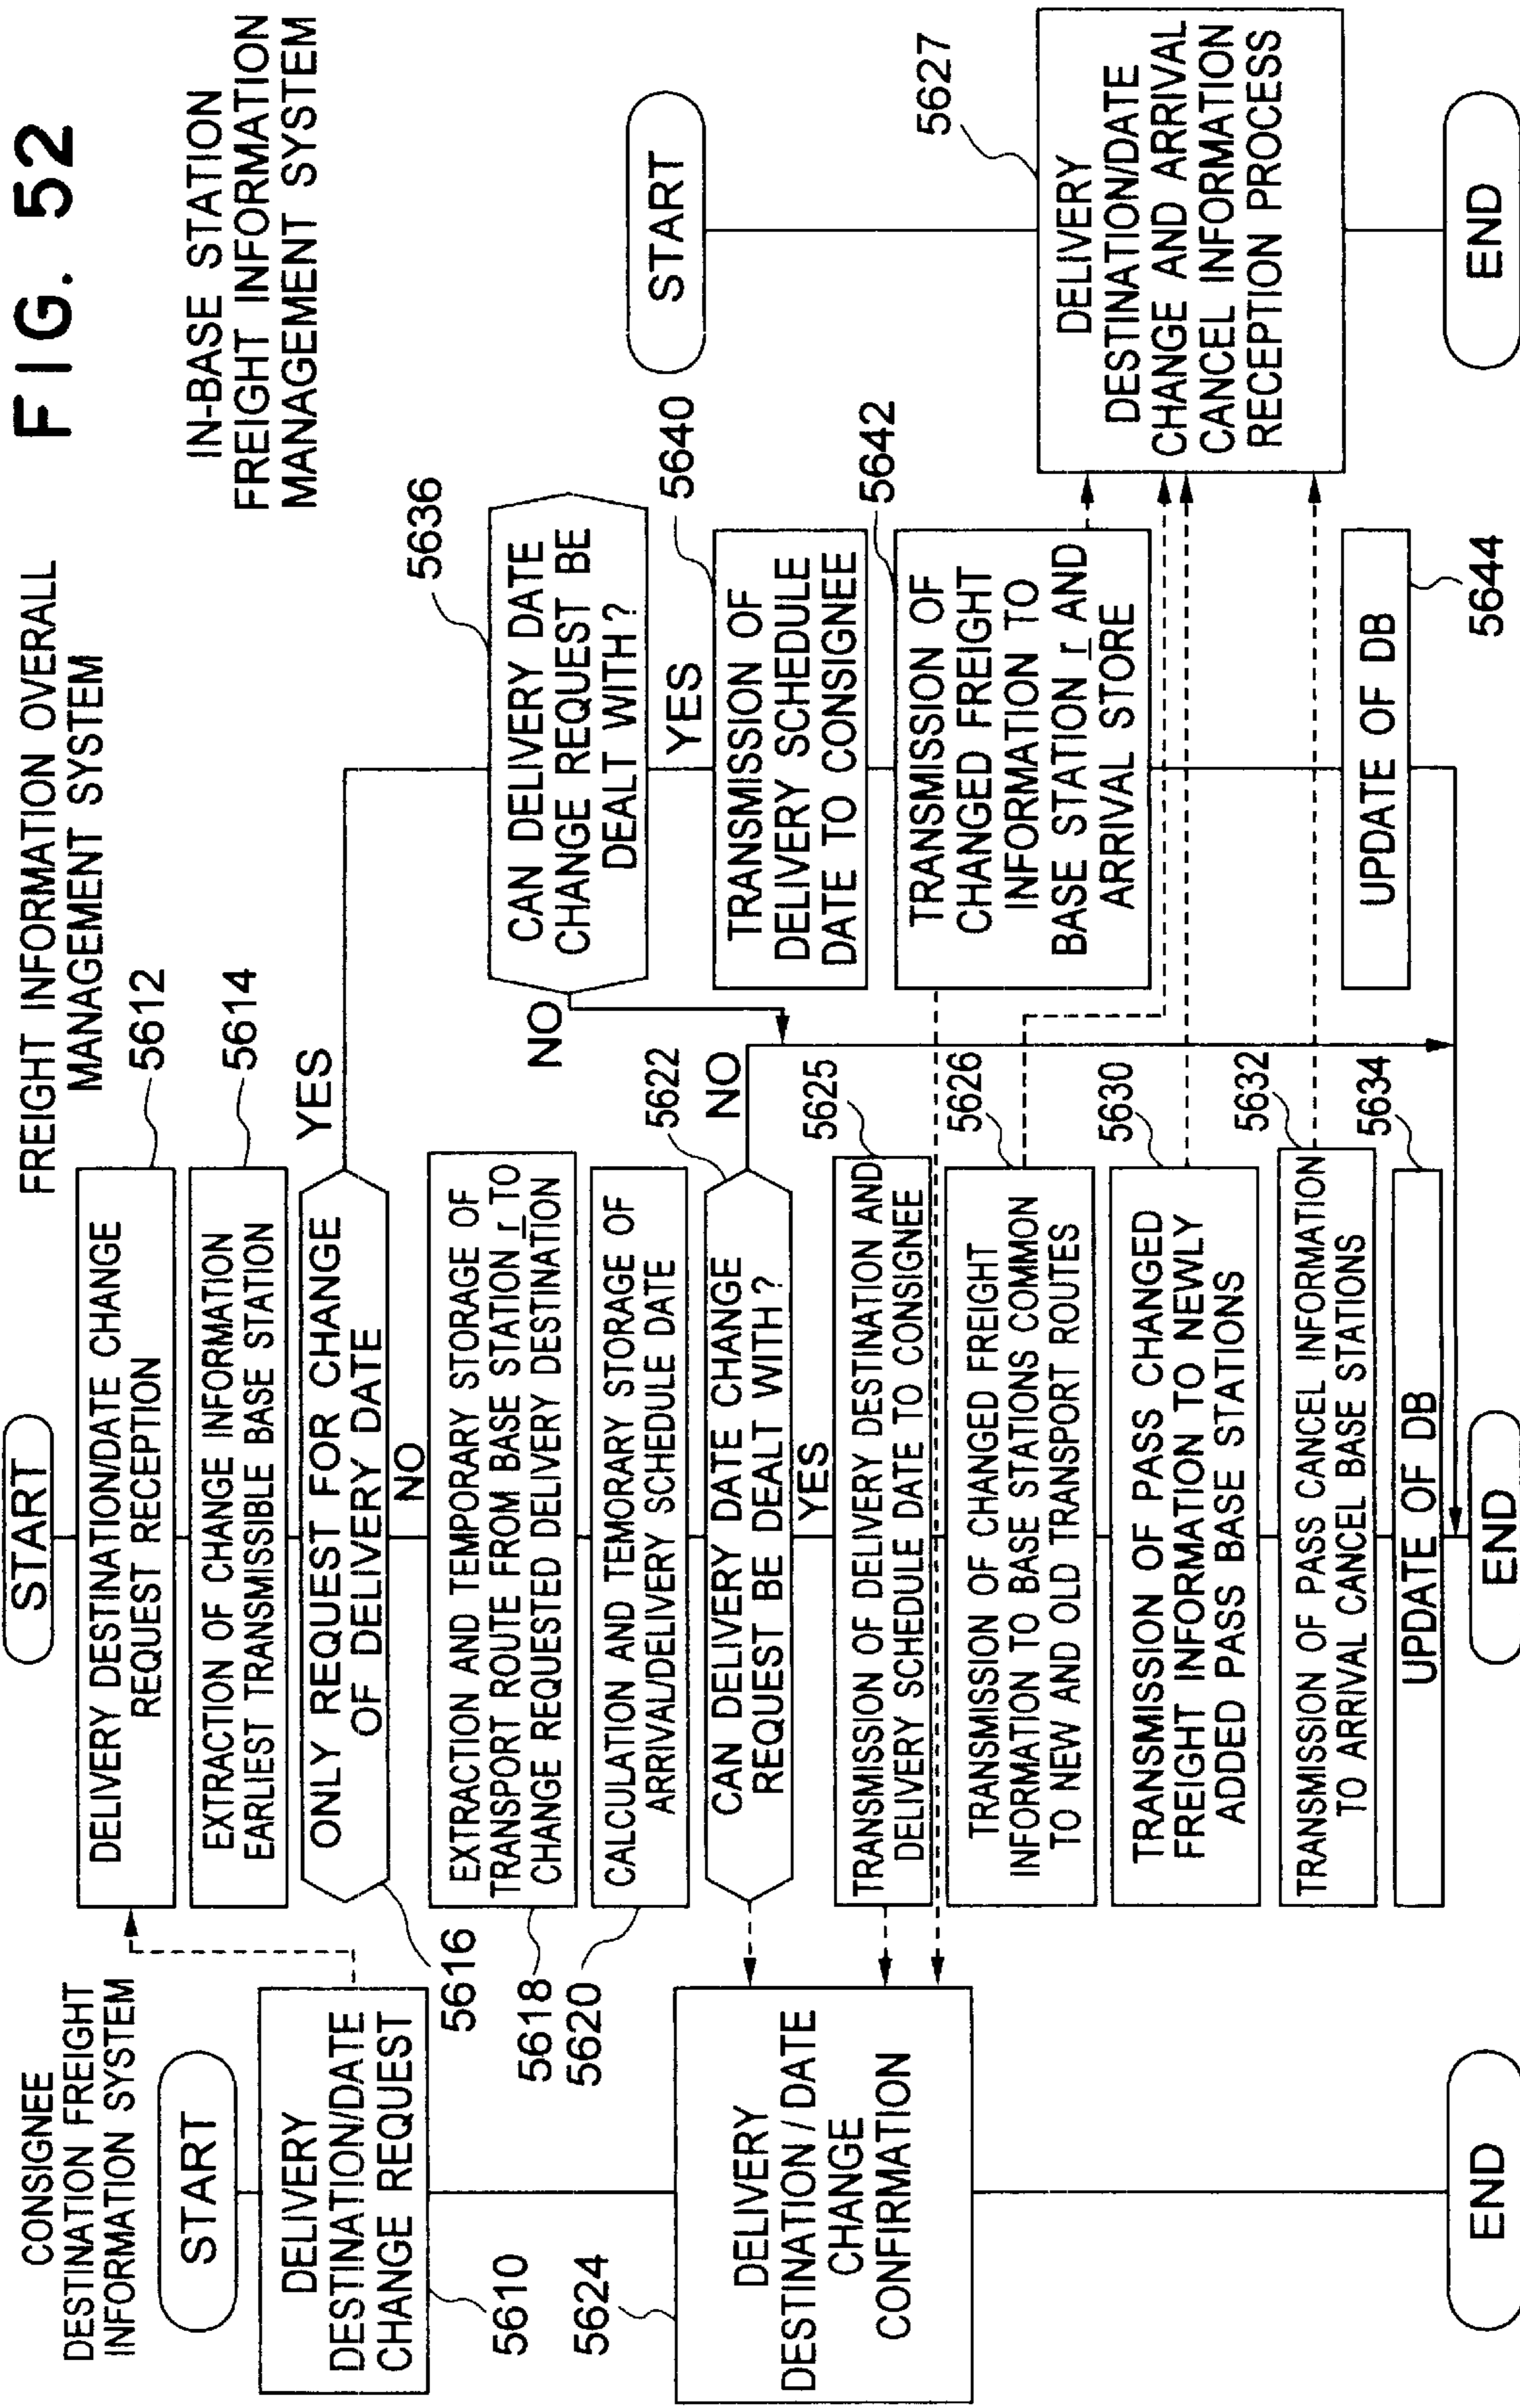 FIG. 52
CONSIGNEE
DESTINATION FREIGHT
INFORMATION SYSTEM
START
DELIVERY
DESTINATION/DATE
CHANGE REQUEST
5610
DELIVERY
DESTINATION / DATE
CHANGE
CONFIRMATION
5624
END
FREIGHT INFORMATION OVERALL
MANAGEMENT SYSTEM
START
DELIVERY DESTINATION/DATE CHANGE
REQUEST RECEPTION
5612
EXTRACTION OF CHANGE INFORMATION
EARLIEST TRANSMISSIBLE BASE STATION
5614
ONLY REQUEST FOR CHANGE
OF DELIVERY DATE
5616
YES
NO
EXTRACTION AND TEMPORARY STORAGE OF
TRANSPORT ROUTE FROM BASE STATION r TO
CHANGE REQUESTED DELIVERY DESTINATION
5618
CALCULATION AND TEMORARY STORAGE OF
ARRIVAL/DELIVERY SCHEDULE DATE
5620
CAN DELIVERY DATE CHANGE
REQUEST BE DEALT WITH?
5622
NO
YES
TRANSMISSION OF DELIVERY DESTINATION AND
DELIVERY SCHEDULE DATE TO CONSIGNEE
5625
TRANSMISSION OF CHANGED FREIGHT
INFORMATION TO BASE STATIONS COMMON
TO NEW AND OLD TRANSPORT ROUTES
5626
TRANSMISSION OF PASS CHANGED
FREIGHT INFORMATION TO NEWLY
ADDED PASS BASE STATIONS
5630
TRANSMISSION OF PASS CANCEL INFORMATION
TO ARRIVAL CANCEL BASE STATIONS
5632
UPDATE OF DB
5634
END
CAN DELIVERY DATE
CHANGE REQUEST BE
DEALT WITH?
5636
NO
YES
TRANSMISSION OF
DELIVERY SCHEDULE
DATE TO CONSIGNEE
5640
TRANSMISSION OF
CHANGED FREIGHT
INFORMATION TO
BASE STATION r AND
ARRIVAL STORE
5642
UPDATE OF DB
5644
IN-BASE STATION
FREIGHT INFORMATION
MANAGEMENT SYSTEM
START
DELIVERY
DESTINATION/DATE
CHANGE AND ARRIVAL
CANCEL INFORMATION
RECEPTION PROCESS
5627
END